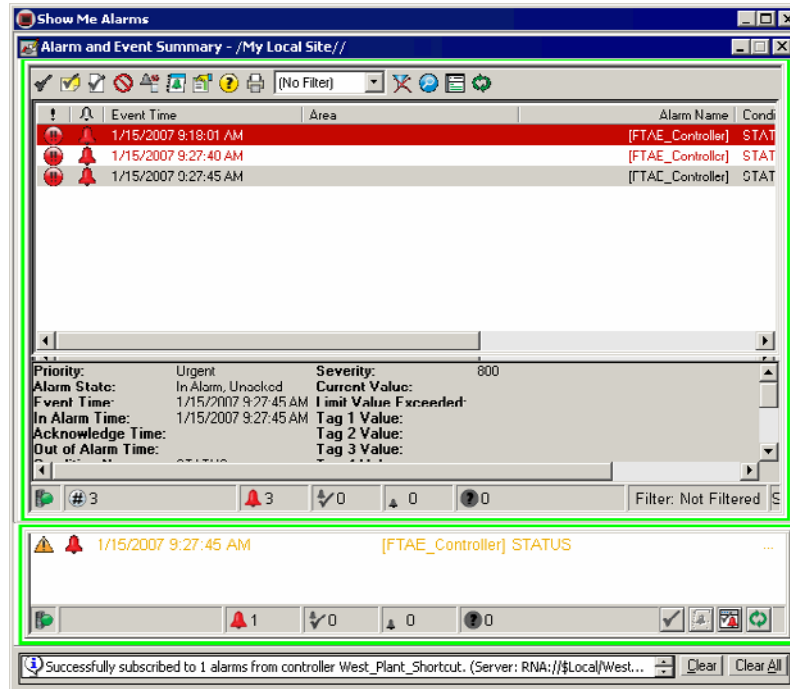 Show Me Alarms
Alarm and Event Summary - /My Local Site//
(No Filter)
! Event Time Area Alarm Name Condi
1/15/2007 9:18:01 AM [FTAE_Controller] STAT
1/15/2007 9:27:40 AM [FTAE_Controller] STAT
1/15/2007 9:27:45 AM [FTAE_Controller] STAT
Priority: Urgent Severity: 800
Alarm State: In Alarm, Unacked Current Value:
Event Time: 1/15/2007 9:27:45 AM Limit Value Exceeded:
In Alarm Time: 1/15/2007 9:27:45 AM Tag 1 Value:
Acknowledge Time: Tag 2 Value:
Out of Alarm Time: Tag 3 Value:
# 3 3 0 0 ? 0 Filter: Not Filtered S
1/15/2007 9:27:45 AM [FTAE_Controller] STATUS ...
1 0 0 ? 0
Successfully subscribed to 1 alarms from controller West_Plant_Shortcut. (Server: RNA://$Local/West... Clear Clear All